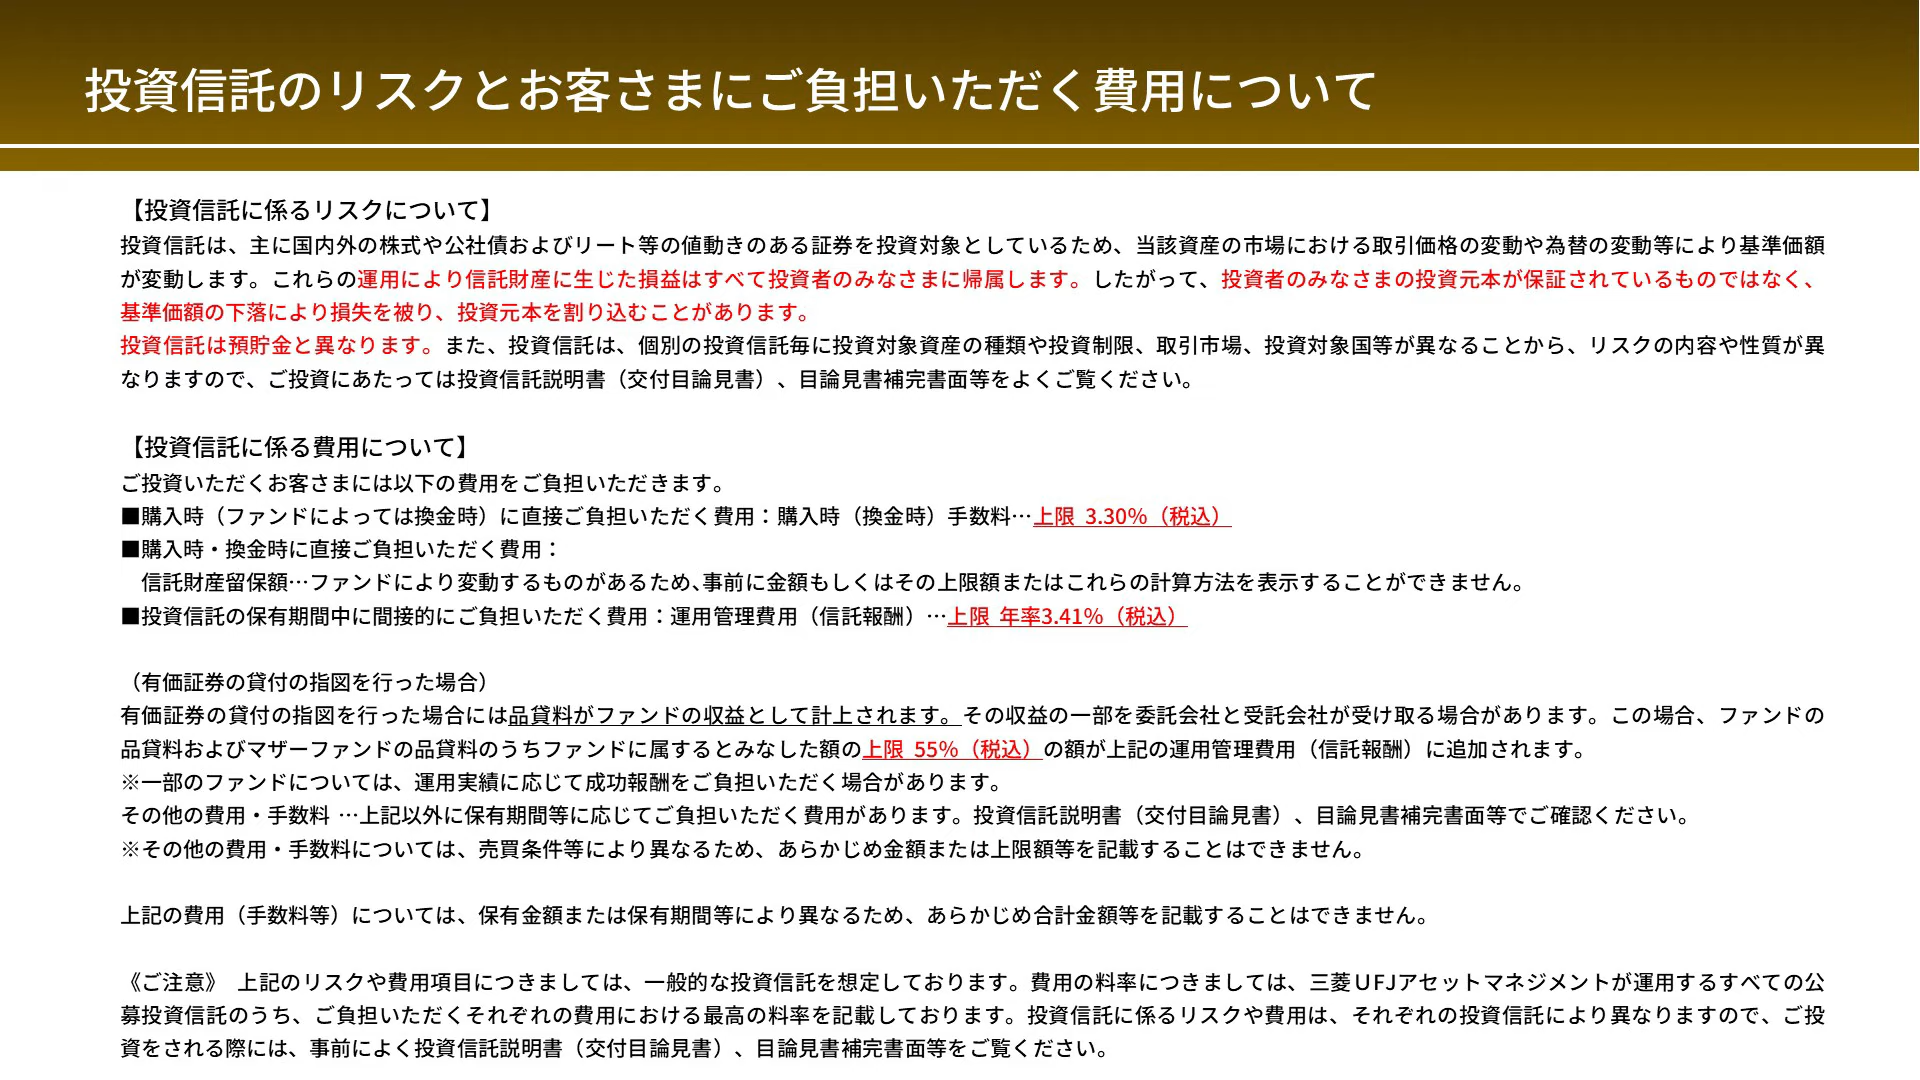 投資信託のリスクとお客さまにご負担いただく費用について
【投資信託に係るリスクについて】
投資信託は、主に国内外の株式や公社債およびリート等の値動きのある証券を投資対象としているため、当該資産の市場における取引価格の変動や為替の変動等により基準価額
が変動します。これらの運用により信託財産に生じた損益はすべて投資者のみなさまに帰属します。したがって、投資者のみなさまの投資元本が保証されているものではなく、
基準価額の下落により損失を被り、投資元本を割り込むことがあります。
投資信託は預貯金と異なります。また、投資信託は、個別の投資信託毎に投資対象資産の種類や投資制限、取引市場、投資対象国等が異なることから、リスクの内容や性質が異
なりますので、ご投資にあたっては投資信託説明書（交付目論見書）、目論見書補完書面等をよくご覧ください。
【投資信託に係る費用について】
ご投資いただくお客さまには以下の費用をご負担いただきます。
■購入時（ファンドによっては換金時）に直接ご負担いただく費用：購入時（換金時）手数料…上限 3.30%（税込）
■購入時・換金時に直接ご負担いただく費用：
信託財産留保額…ファンドにより変動するものがあるため、事前に金額もしくはその上限額またはこれらの計算方法を表示することができません。
■投資信託の保有期間中に間接的にご負担いただく費用：運用管理費用（信託報酬）…上限 年率3.41%（税込）
（有価証券の貸付の指図を行った場合）
有価証券の貸付の指図を行った場合には品貸料がファンドの収益として計上されます。その収益の一部を委託会社と受託会社が受け取る場合があります。この場合、ファンドの
品貸料およびマザーファンドの品貸料のうちファンドに属するとみなした額の上限 55%（税込）の額が上記の運用管理費用（信託報酬）に追加されます。
※一部のファンドについては、運用実績に応じて成功報酬をご負担いただく場合があります。
その他の費用・手数料 …上記以外に保有期間等に応じてご負担いただく費用があります。投資信託説明書（交付目論見書）、目論見書補完書面等でご確認ください。
※その他の費用・手数料については、売買条件等により異なるため、あらかじめ金額または上限額等を記載することはできません。
上記の費用（手数料等）については、保有金額または保有期間等により異なるため、あらかじめ合計金額等を記載することはできません。
《ご注意》 上記のリスクや費用項目につきましては、一般的な投資信託を想定しております。費用の料率につきましては、三菱UFJアセットマネジメントが運用するすべての公
募投資信託のうち、ご負担いただくそれぞれの費用における最高の料率を記載しております。投資信託に係るリスクや費用は、それぞれの投資信託により異なりますので、ご投
資をされる際には、事前によく投資信託説明書（交付目論見書）、目論見書補完書面等をご覧ください。